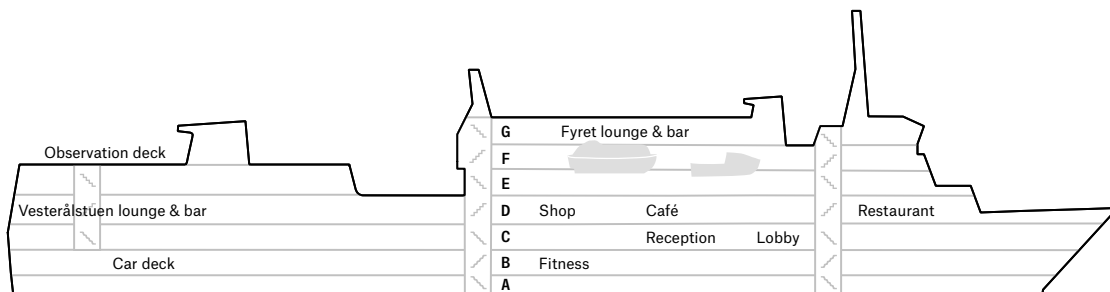 G Fyret lounge & bar
Observation deck
F
E
Vesterålstuen lounge & bar D Shop Café Restaurant
C Reception Lobby
Car deck B Fitness
A